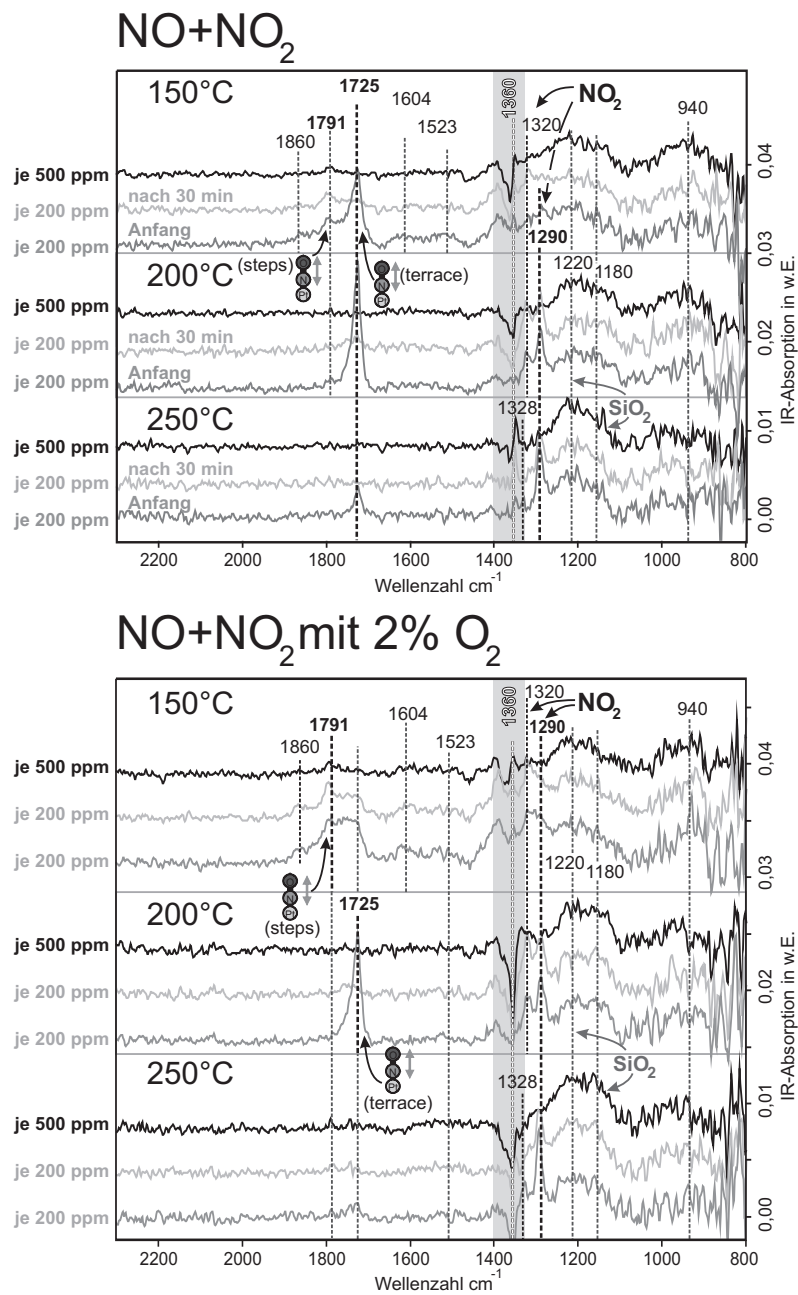 NO+NO2
150°C
1725
1604
1360
NO2
1860
1791
1523
1320
940
je 500 ppm
nach 30 min
je 200 ppm
Anfang
je 200 ppm
0,04
0,03
(steps)
O
N
Pt
O
N
Pt
(terrace)
1290
200°C
1220
1180
je 500 ppm
nach 30 min
je 200 ppm
Anfang
je 200 ppm
0,02
250°C
1328
SiO2
je 500 ppm
nach 30 min
je 200 ppm
Anfang
je 200 ppm
0,01
0,00
IR-Absorption in w.E.
2200
2000
1800
1600
1400
1200
1000
800
Wellenzahl cm-1
NO+NO2 mit 2% O2
150°C
1791
1604
1360
1320
NO2
1860
1523
1290
940
je 500 ppm
je 200 ppm
je 200 ppm
0,04
0,03
1220
1180
O
N
Pt
(steps)
200°C
1725
je 500 ppm
je 200 ppm
je 200 ppm
0,02
O
N
Pt
(terrace)
250°C
1328
SiO2
je 500 ppm
je 200 ppm
je 200 ppm
0,01
0,00
IR-Absorption in w.E.
2200
2000
1800
1600
1400
1200
1000
800
Wellenzahl cm-1